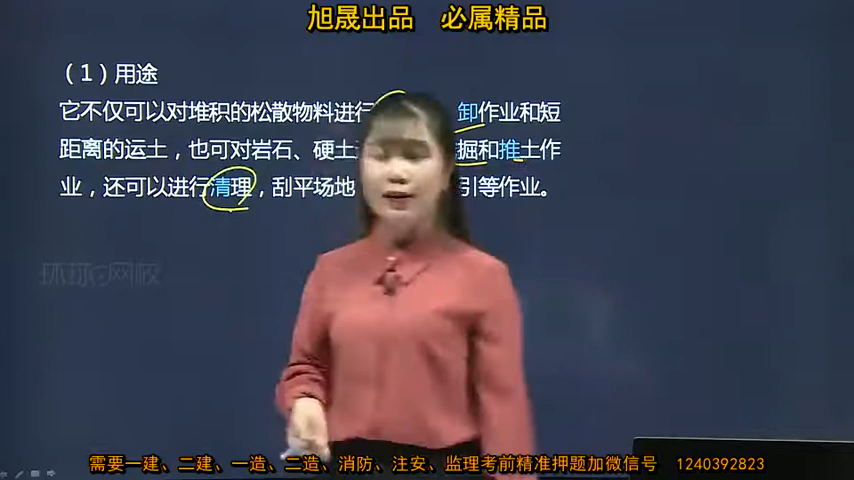 旭晟出品 必属精品
（1）用途
它不仅可以对堆积的松散物料进行 卸作业和短
距离的运土，也可对岩石、硬土 掘和推土作
业，还可以进行清理，刮平场地 引等作业。
环球网校
需要一建、二建、一造、二造、消防、注安、监理考前精准押题加微信号 1240392823